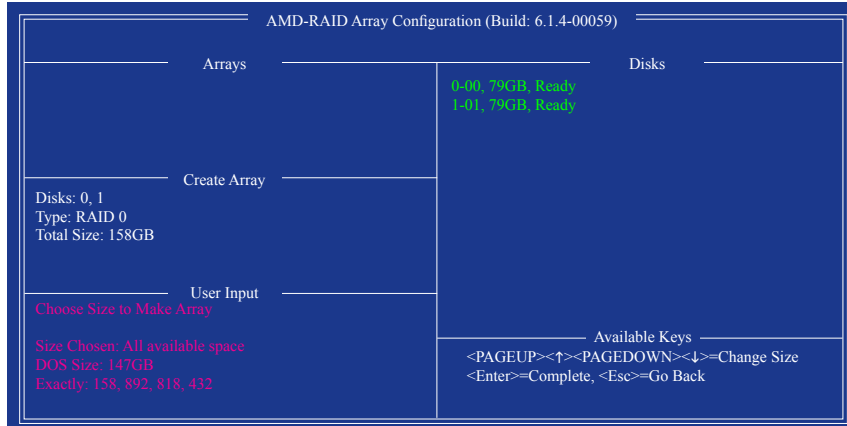 AMD-RAID Array Configuration (Build: 6.1.4-00059)
Arrays
Create Array
Disks: 0, 1
Type: RAID 0
Total Size: 158GB
User Input
Choose Size to Make Array
Size Chosen: All available space
DOS Size: 147GB
Exactly: 158, 892, 818, 432
Disks
0-00, 79GB, Ready
1-01, 79GB, Ready
Available Keys
<PAGEUP><↑><PAGEDOWN><↓>=Change Size
<Enter>=Complete, <Esc>=Go Back